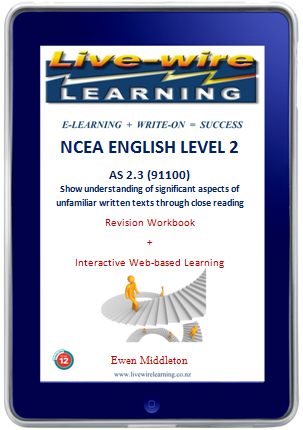 Live-wire
LEARNING
E-LEARNING + WRITE-ON = SUCCESS
NCEA ENGLISH LEVEL 2
AS 2.3 (91100)
Show understanding of significant aspects of
unfamiliar written texts through close reading
Revision Workbook
+
Interactive Web-based Learning
12
Ewen Middleton
www.livewirelearning.co.nz